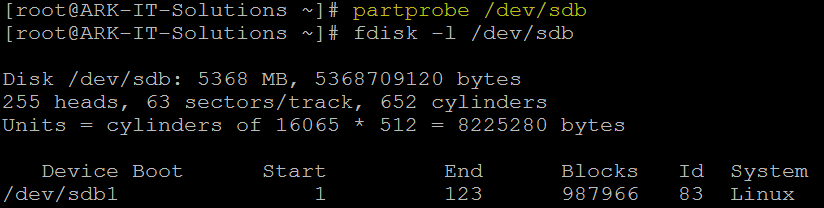 [root@ARK-IT-Solutions ~]# partprobe /dev/sdb
[root@ARK-IT-Solutions ~]# fdisk -l /dev/sdb
Disk /dev/sdb: 5368 MB, 5368709120 bytes
255 heads, 63 sectors/track, 652 cylinders
Units = cylinders of 16065 * 512 = 8225280 bytes
Device Boot Start End Blocks Id System
/dev/sdb1 1 123 987966 83 Linux